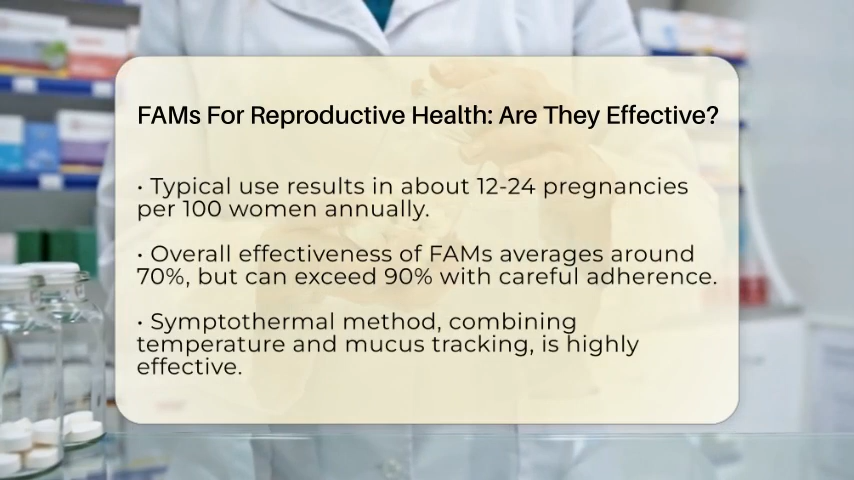 FAMs For Reproductive Health: Are They Effective?
• Typical use results in about 12-24 pregnancies
per 100 women annually.
• Overall effectiveness of FAMs averages around
70%, but can exceed 90% with careful adherence.
• Symptothermal method, combining
temperature and mucus tracking, is highly
effective.